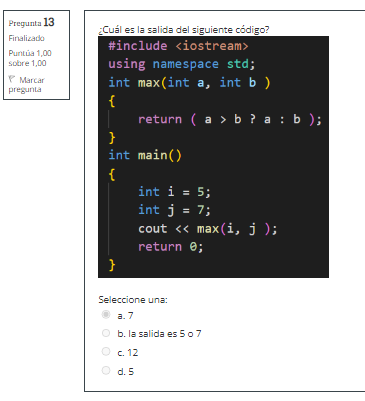 Pregunta 13
Finalizado
Puntúa 1,00
sobre 1,00
Marcar
pregunta
¿Cuál es la salida del siguiente código?
#include <iostream>
using namespace std;
int max(int a, int b )
{
return ( a > b ? a : b );
}
int main()
{
int i = 5;
int j = 7;
cout << max(i, j );
return 0;
}
Seleccione una:
a. 7
b. la salida es 5 o 7
c. 12
d. 5